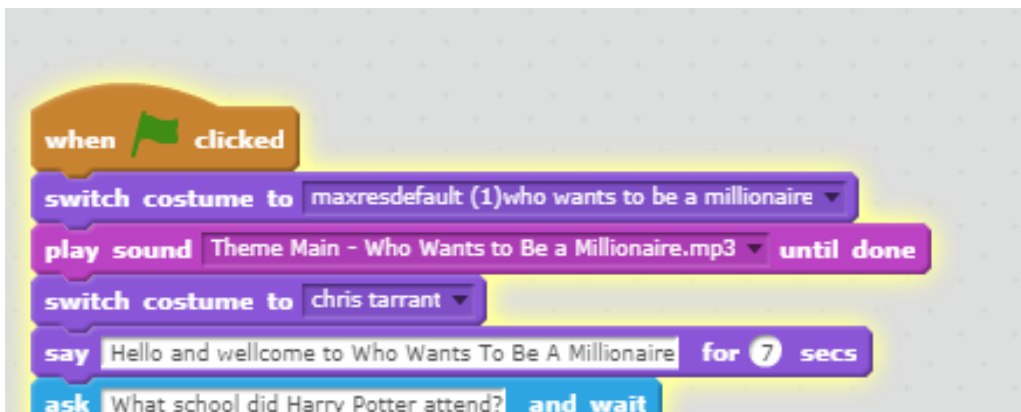 when clicked
switch costume to maxresdefault (1)who wants to be a millionaire
play sound Theme Main - Who Wants to Be a Millionaire.mp3 until done
switch costume to chris tarrant
say Hello and wellcome to Who Wants To Be A Millionaire for 7 secs
ask What school did Harry Potter attend? and wait